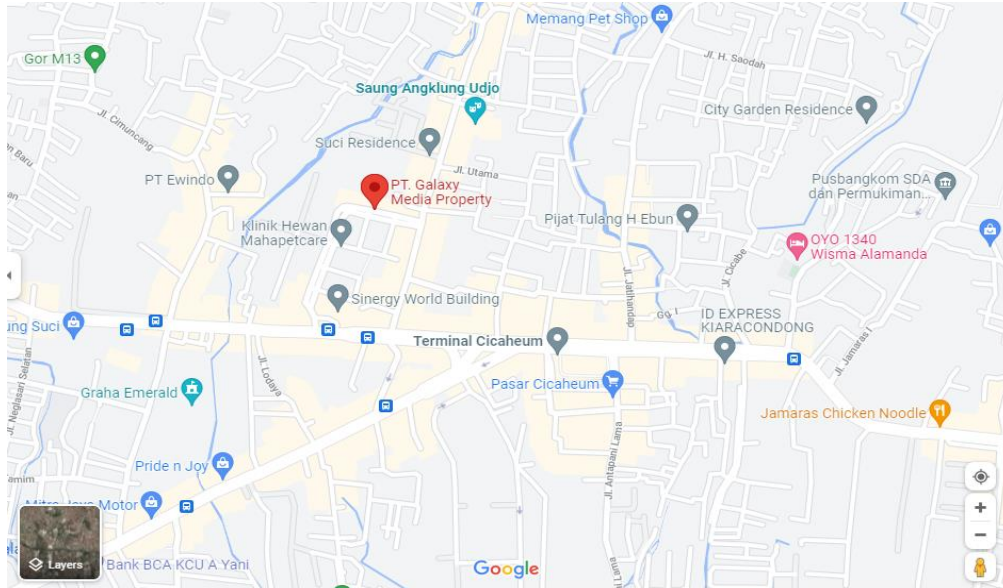 Memang Pet Shop
Gor M13
Jl. H. Saodah
Saung Angklung Udjo
City Garden Residence
Jl. Cimuncang
Suci Residence
Baru
Jl. Utama
PT Ewindo
Pusbangkom SDA
dan Permukiman...
PT. Galaxy
Media Property
Klinik Hewan
Mahapetcare
Pijat Tulang H Ebun
OYO 1340
Wisma Alamanda
Jl. Cicabe
Jl. Jatihandap
Sinergy World Building
Gg. I
ID EXPRESS
KIARACONDONG
ung Suci
Terminal Cicaheum
Jl. Jamaras I
Jl. Neglasari Selatan
Jl. Lodaya
Graha Emerald
Pasar Cicaheum
Jamaras Chicken Noodle
Jl. Antapani Lama
Pride n Joy
Mitra Jaya Motor
Layers
Bank BCA KCU A Yani
Google